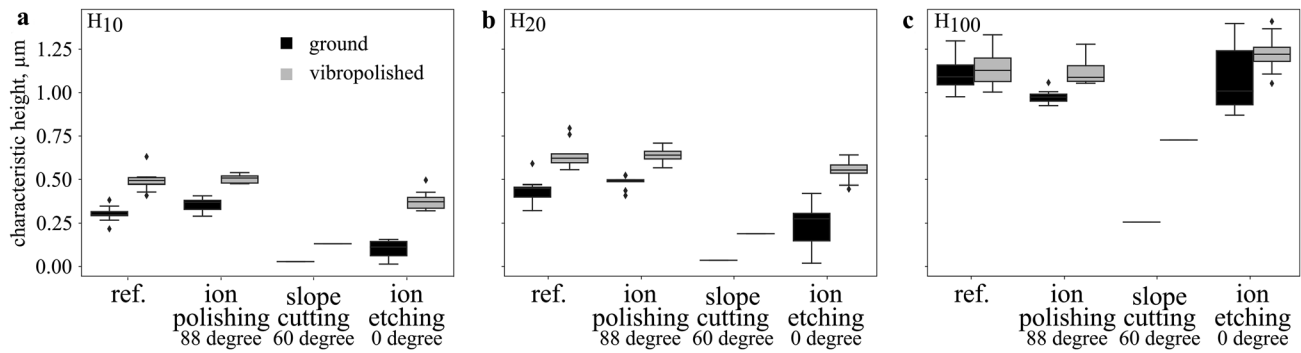 a
H10
ground
vibropolished
characteristic height, μm
1.25
1.00
0.75
0.50
0.25
0.00
ref.
ion
polishing
88 degree
slope
cutting
60 degree
ion
etching
0 degree
b
H20
ref.
ion
polishing
88 degree
slope
cutting
60 degree
ion
etching
0 degree
c
H100
ref.
ion
polishing
88 degree
slope
cutting
60 degree
ion
etching
0 degree